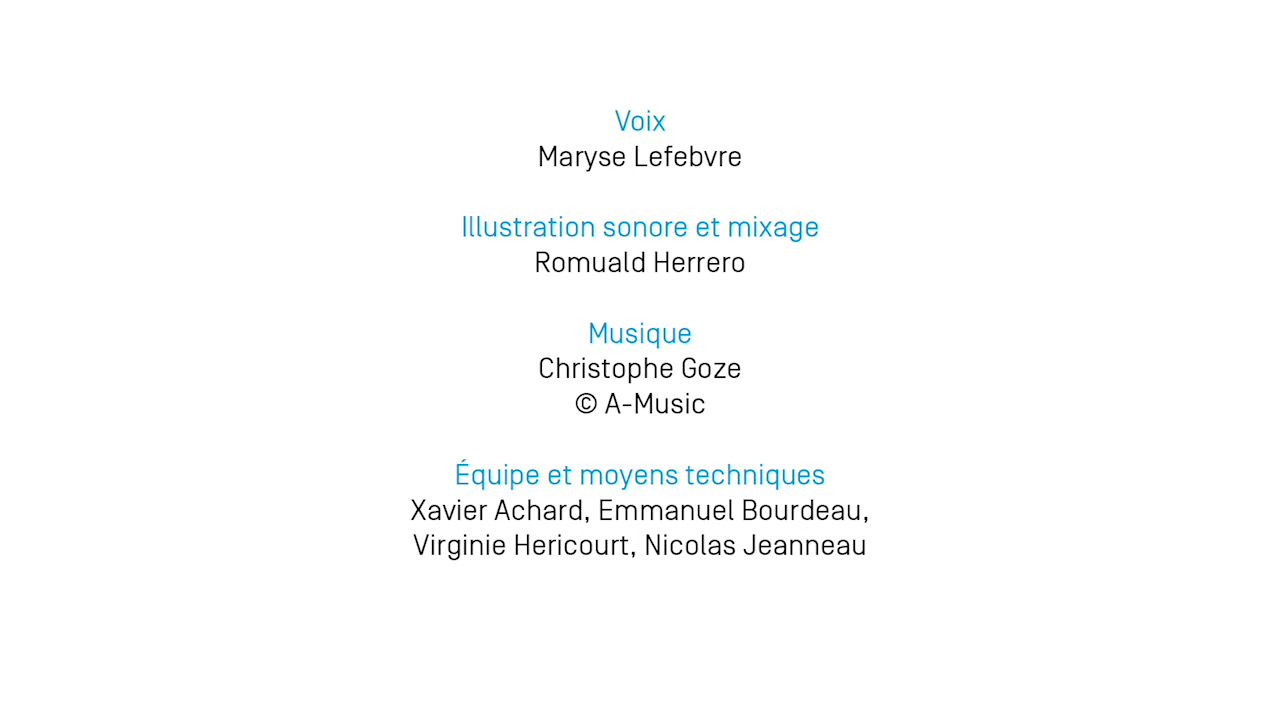 Voix
Maryse Lefebvre
Illustration sonore et mixage
Romuald Herrero
Musique
Christophe Goze
© A-Music
Équipe et moyens techniques
Xavier Achard, Emmanuel Bourdeau,
Virginie Hericourt, Nicolas Jeanneau